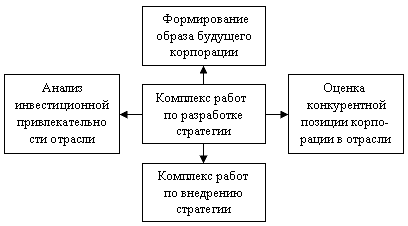 Формирование
образа будущего
корпорации
Анализ
инвестиционной
привлекательно
сти отрасли
Комплекс работ
по разработке
стратегии
Оценка
конкурентной
позиции корпо-
рации в отрасли
Комплекс работ
по внедрению
стратегии